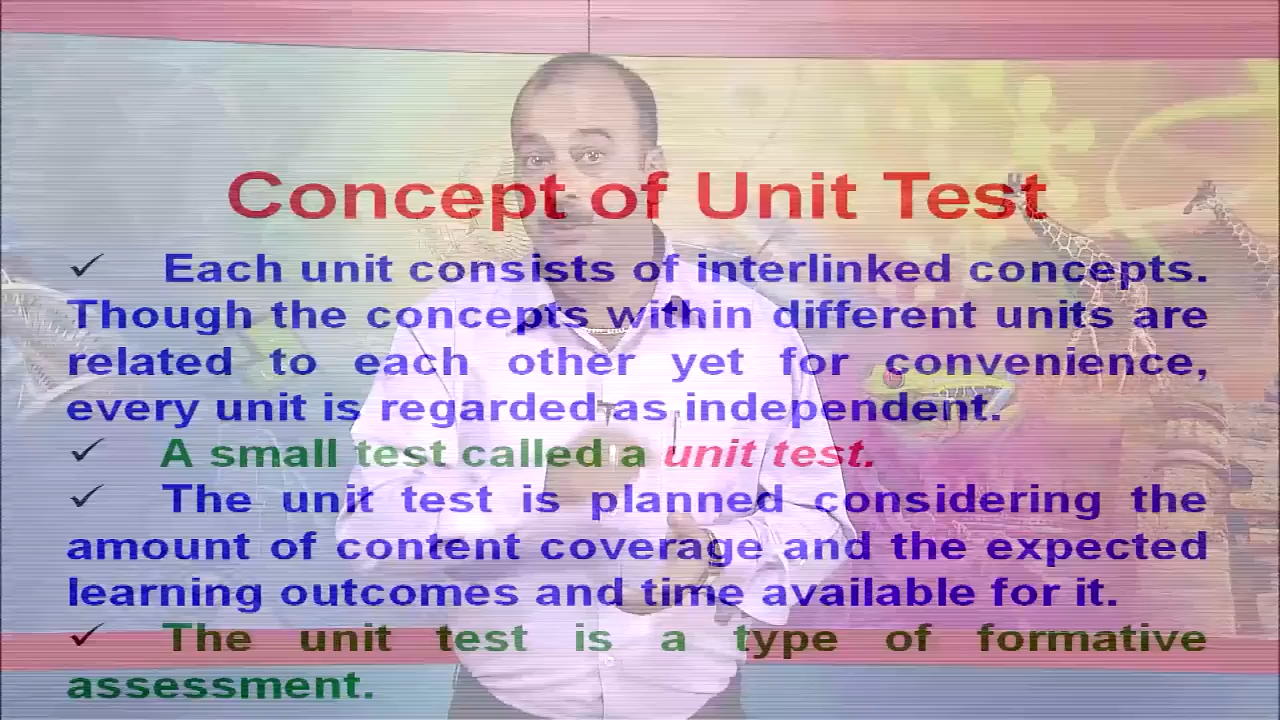 Concept of Unit Test
✓ Each unit consists of interlinked concepts.
Though the concepts within different units are
related to each other yet for convenience,
every unit is regarded as independent.
✓ A small test called a unit test.
✓ The unit test is planned considering the
amount of content coverage and the expected
learning outcomes and time available for it.
✓ The unit test is a type of formative
assessment.